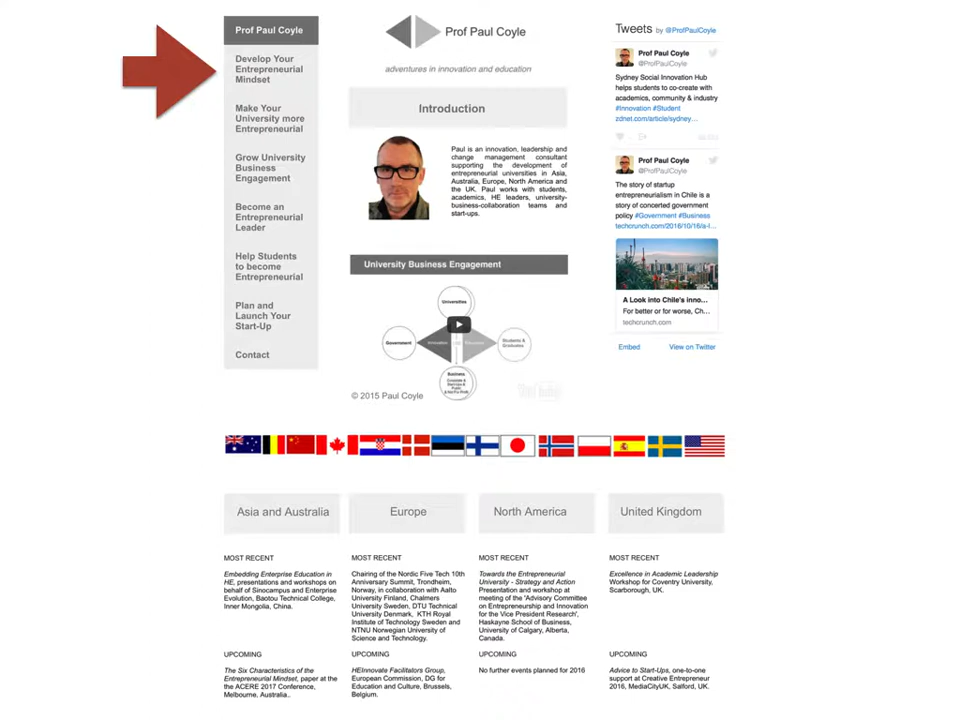 Prof Paul Coyle
Develop Your
Entrepreneurial
Mindset
Make Your
University more
Entrepreneurial
Grow University
Business
Engagement
Become an
Entrepreneurial
Leader
Help Students
to become
Entrepreneurial
Plan and
Launch Your
Start-Up
Contact
Prof Paul Coyle
adventures in innovation and education
Introduction
Paul is an innovation, leadership and
change management consultant
supporting the development of
entrepreneurial universities in Asia,
Australia, Europe, North America and
the UK. Paul works with students,
academics, HE leaders, university-
business-collaboration teams and
start-ups.
University Business Engagement
Universities
Government
Innovation
Education
Students &
Graduates
Business
Corporate &
Start-Ups &
Public
& Not For Profit
© 2015 Paul Coyle
Tweets by @ProfPaulCoyle
Prof Paul Coyle
@ProfPaulCoyle
Sydney Social Innovation Hub
helps students to co-create with
academics, community & industry
#Innovation #Student
zdnet.com/article/sydney…
Prof Paul Coyle
@ProfPaulCoyle
The story of startup
entrepreneurialism in Chile is a
story of concerted government
policy #Government #Business
techcrunch.com/2016/10/16/a-l…
A Look into Chile's inno…
For better or for worse, Ch…
techcrunch.com
Embed View on Twitter
Asia and Australia
MOST RECENT
Embedding Enterprise Education in
HE, presentations and workshops on
behalf of Sinocampus and Enterprise
Evolution, Baotou Technical College,
Inner Mongolia, China.
UPCOMING
The Six Characteristics of the
Entrepreneurial Mindset, paper at the
the ACERE 2017 Conference,
Melbourne, Australia..
Europe
MOST RECENT
Chairing of the Nordic Five Tech 10th
Anniversary Summit, Trondheim,
Norway, in collaboration with Aalto
University Finland, Chalmers
University Sweden, DTU Technical
University Denmark, KTH Royal
Institute of Technology Sweden and
NTNU Norwegian University of
Science and Technology.
UPCOMING
HEInnovate Facilitators Group,
European Commission, DG for
Education and Culture, Brussels,
Belgium.
North America
MOST RECENT
Towards the Entrepreneurial
University - Strategy and Action
Presentation and workshop at
meeting of the 'Advisory Committee
on Entrepreneurship and Innovation
for the Vice President Research',
Haskayne School of Business,
University of Calgary, Alberta,
Canada.
UPCOMING
No further events planned for 2016
United Kingdom
MOST RECENT
Excellence in Academic Leadership
Workshop for Coventry University,
Scarborough, UK.
UPCOMING
Advice to Start-Ups, one-to-one
support at Creative Entrepreneur
2016, MediaCityUK, Salford, UK.